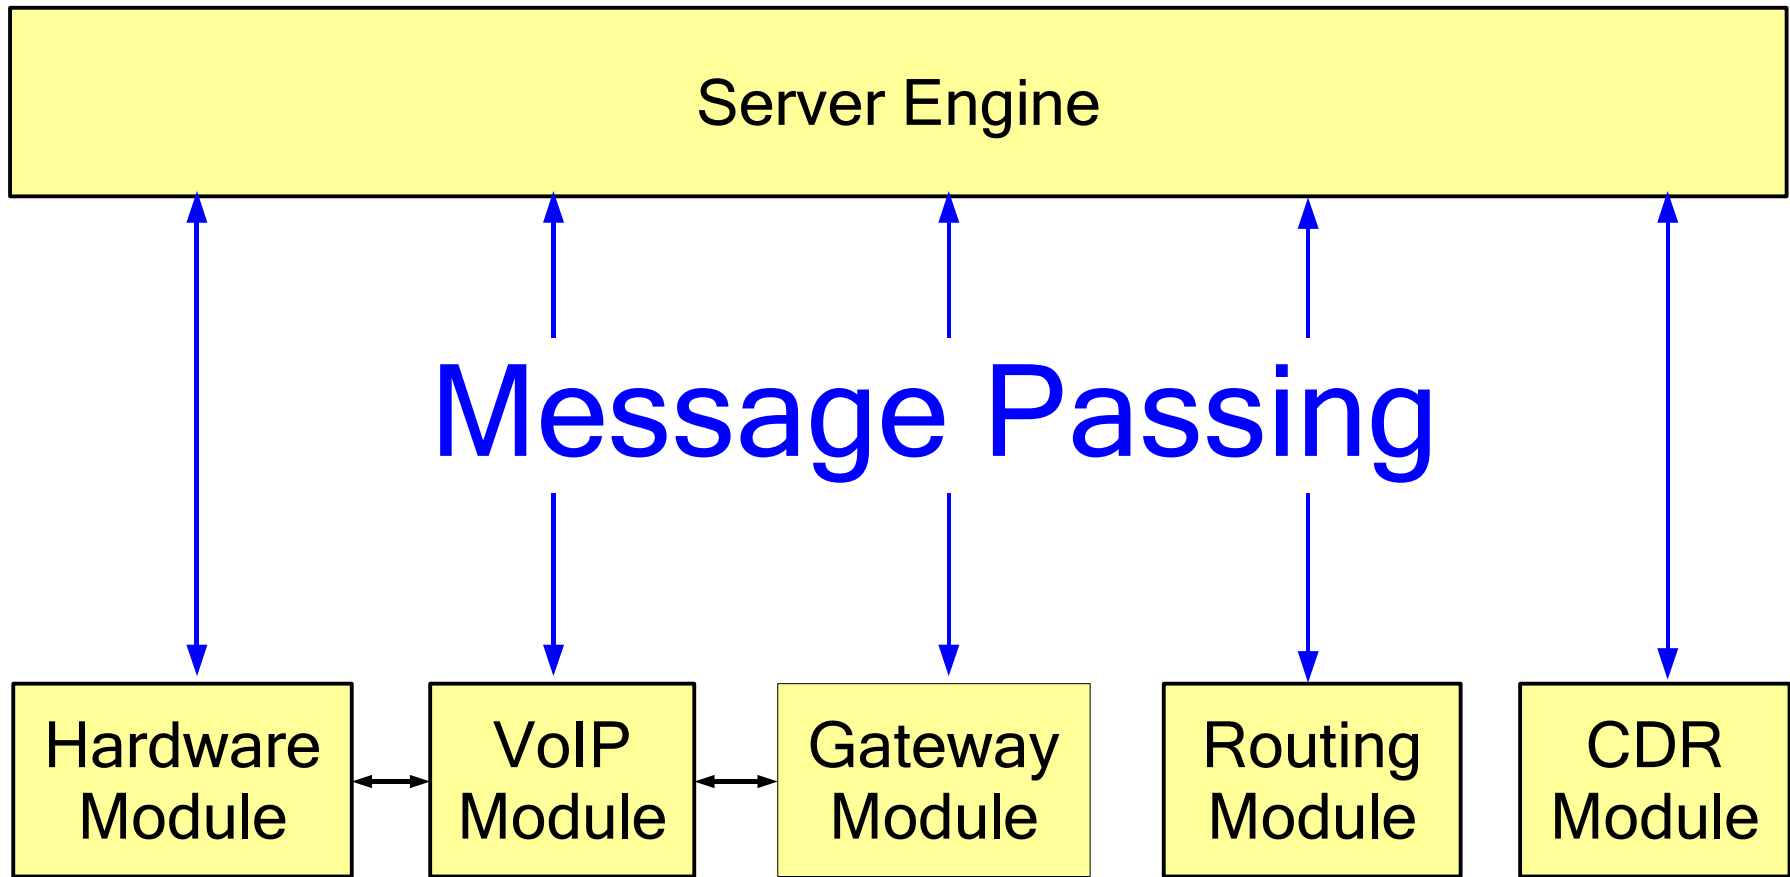 Server Engine
Message Passing
Hardware
Module
VoIP
Module
Gateway
Module
Routing
Module
CDR
Module